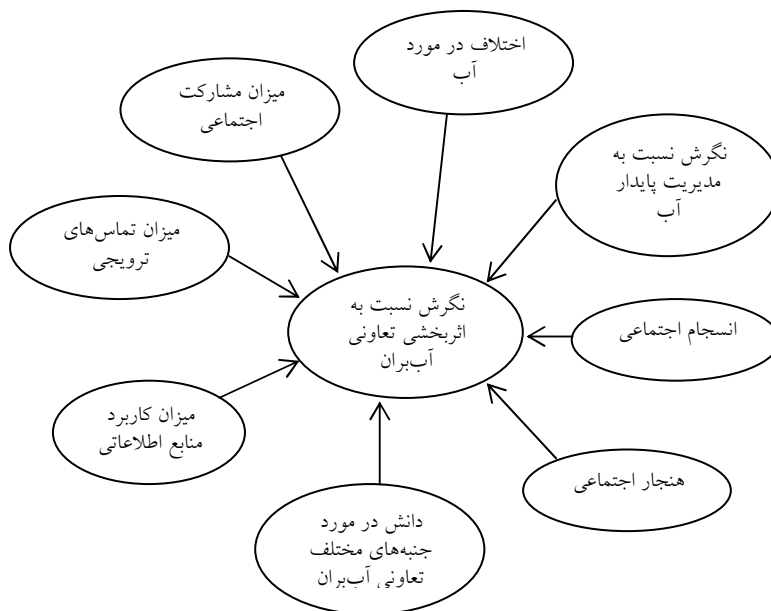 اختلاف در مورد
آب
میزان مشارکت
اجتماعی
نگرش نسبت به
مدیریت پایدار
آب
میزان تماس‌های
ترویجی
نگرش نسبت به
اثربخشی تعاونی
آب‌بران
انسجام اجتماعی
میزان کاربرد
منابع اطلاعاتی
هنجار اجتماعی
دانش در مورد
جنبه‌های مختلف
تعاونی آب‌بران